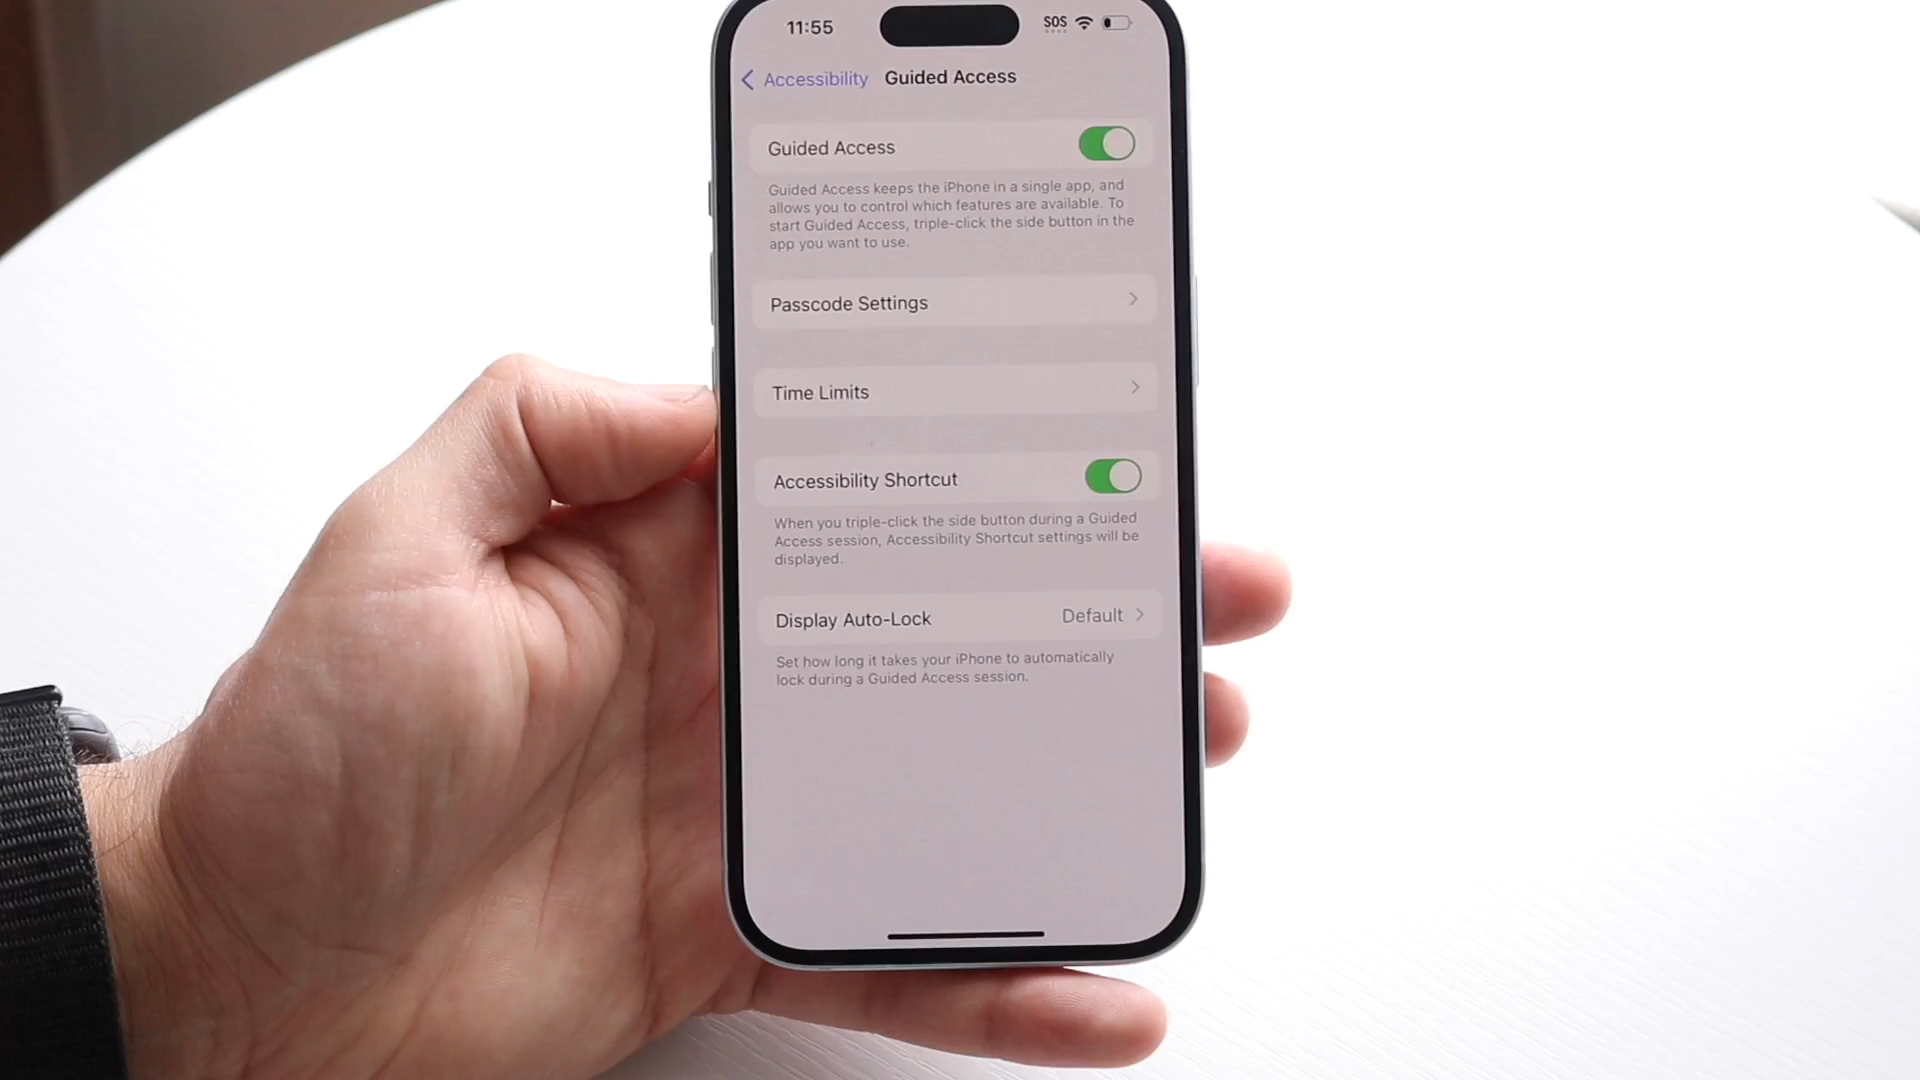 11:55
SOS
Accessibility
Guided Access
Guided Access
Guided Access keeps the iPhone in a single app, and
allows you to control which features are available. To
start Guided Access, triple-click the side button in the
app you want to use.
Passcode Settings
Time Limits
Accessibility Shortcut
When you triple-click the side button during a Guided
Access session, Accessibility Shortcut settings will be
displayed.
Display Auto-Lock Default
Set how long it takes your iPhone to automatically
lock during a Guided Access session.